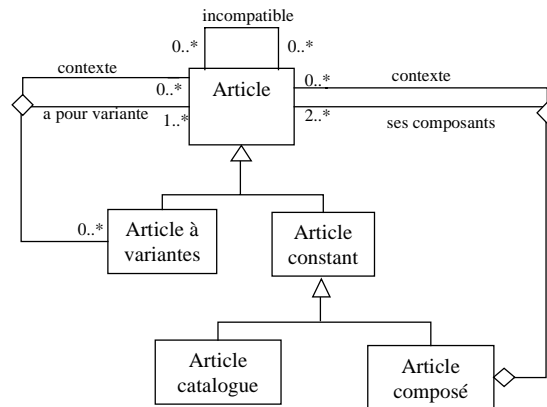 incompatible
0..* 0..*
contexte
0..*
Article
0..*
contexte
a pour variante
1..*
2..*
ses composants
0..*
Article à
variantes
Article
constant
Article
catalogue
Article
composé